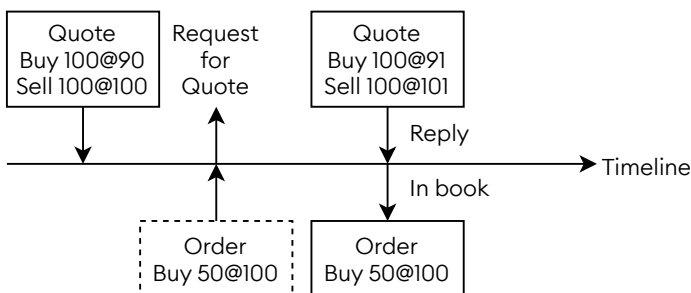 Quote
Buy 100@90
Sell 100@100
Request
for
Quote
Quote
Buy 100@91
Sell 100@101
Reply
Timeline
In book
Order
Buy 50@100
Order
Buy 50@100